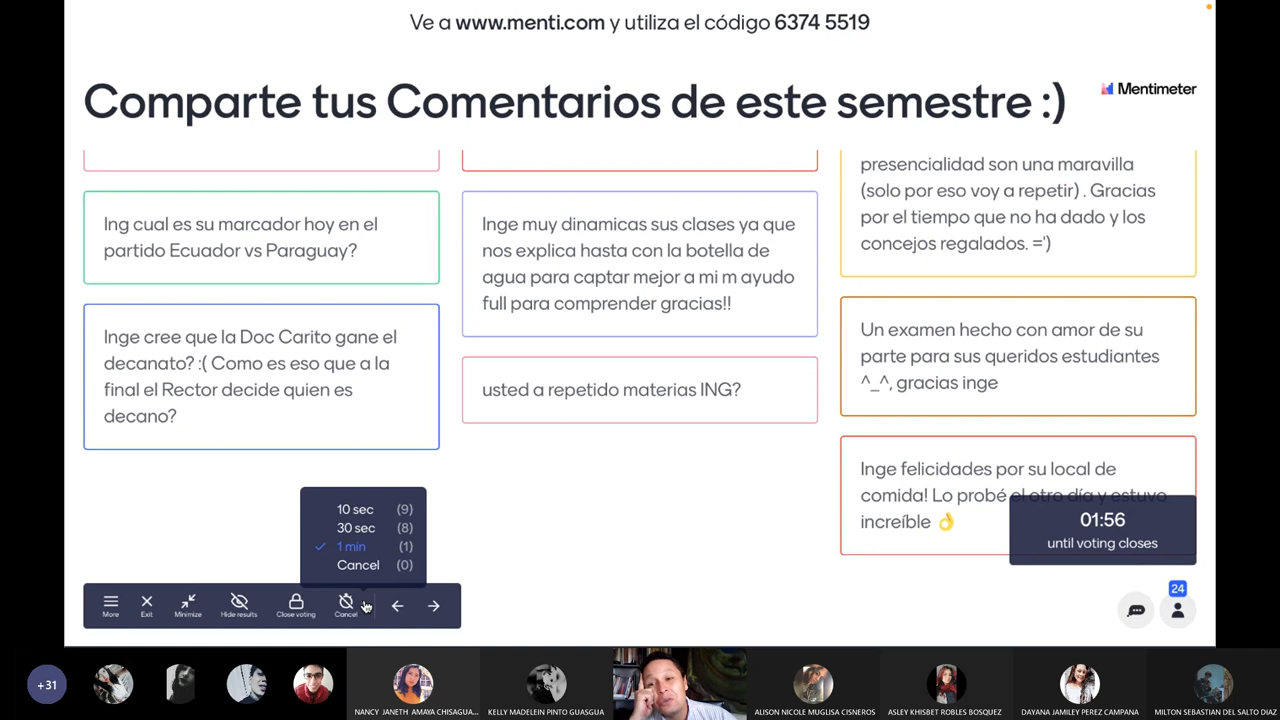 Ve a www.menti.com y utiliza el código 6374 5519
Comparte tus Comentarios de este semestre :)
Mentimeter
Ing cual es su marcador hoy en el
partido Ecuador vs Paraguay?
Inge cree que la Doc Carito gane el
decanato? :( Como es eso que a la
final el Rector decide quien es
decano?
Inge muy dinamicas sus clases ya que
nos explica hasta con la botella de
agua para captar mejor a mi m ayudo
full para comprender gracias!!
usted a repetido materias ING?
presencialidad son una maravilla
(solo por eso voy a repetir) . Gracias
por el tiempo que no ha dado y los
concejos regalados. =')
Un examen hecho con amor de su
parte para sus queridos estudiantes
^_^, gracias inge
Inge felicidades por su local de
comida! Lo probé el otro día y estuvo
increíble 👌
01:56
until voting closes
10 sec (9)
30 sec (8)
1 min (1)
Cancel (0)
More
Exit
Minimize
Hide results
Close voting
Cancel
24
+31
NANCY JANETH AMAYA CHISAGUA...
KELLY MADELEIN PINTO GUASGUA
ALISON NICOLE MUGLISA CISNEROS
ASLEY KHISBET ROBLES BOSQUEZ
DAYANA JAMILEY PEREZ CAMPANA
MILTON SEBASTIAN DEL SALTO DIAZ